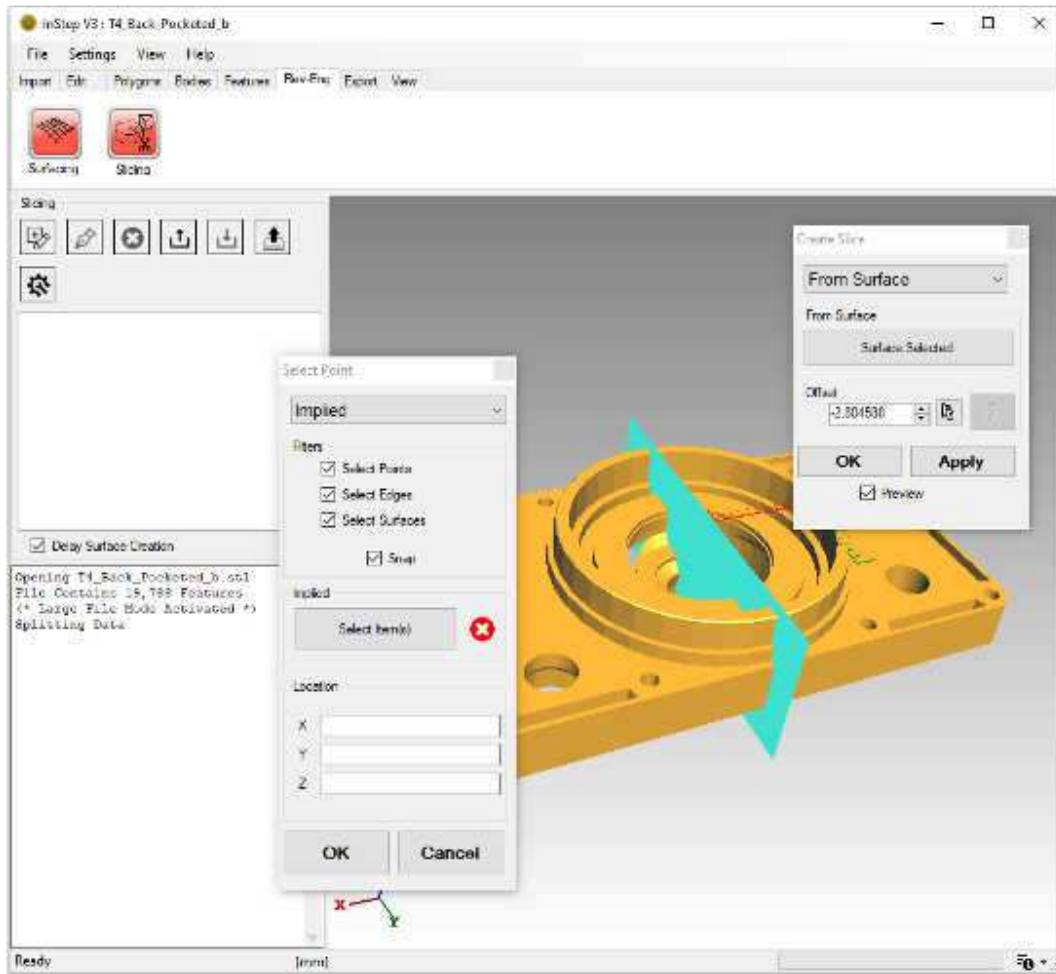 inStep V3 : T4_Back_Pocketed_b
File Settings View Help
Import Edit Polygons Bodies Features Rev-Eng Export View
Surfacing Slicing
Slicing
Create Slice
From Surface
From Surface
Surface Selected
Offset
OK Apply
Preview
Select Point
Implied
Filters
Select Points
Select Edges
Select Surfaces
Snap
Implied
Select Item(s)
Location
X
Y
Z
OK Cancel
Delay Surface Creation
Opening T4_Back_Pocketed_b.stl
File Contains 19,788 Features
(* Large File Mode Activated *)
Splitting Data
X
Y
Ready [mm]